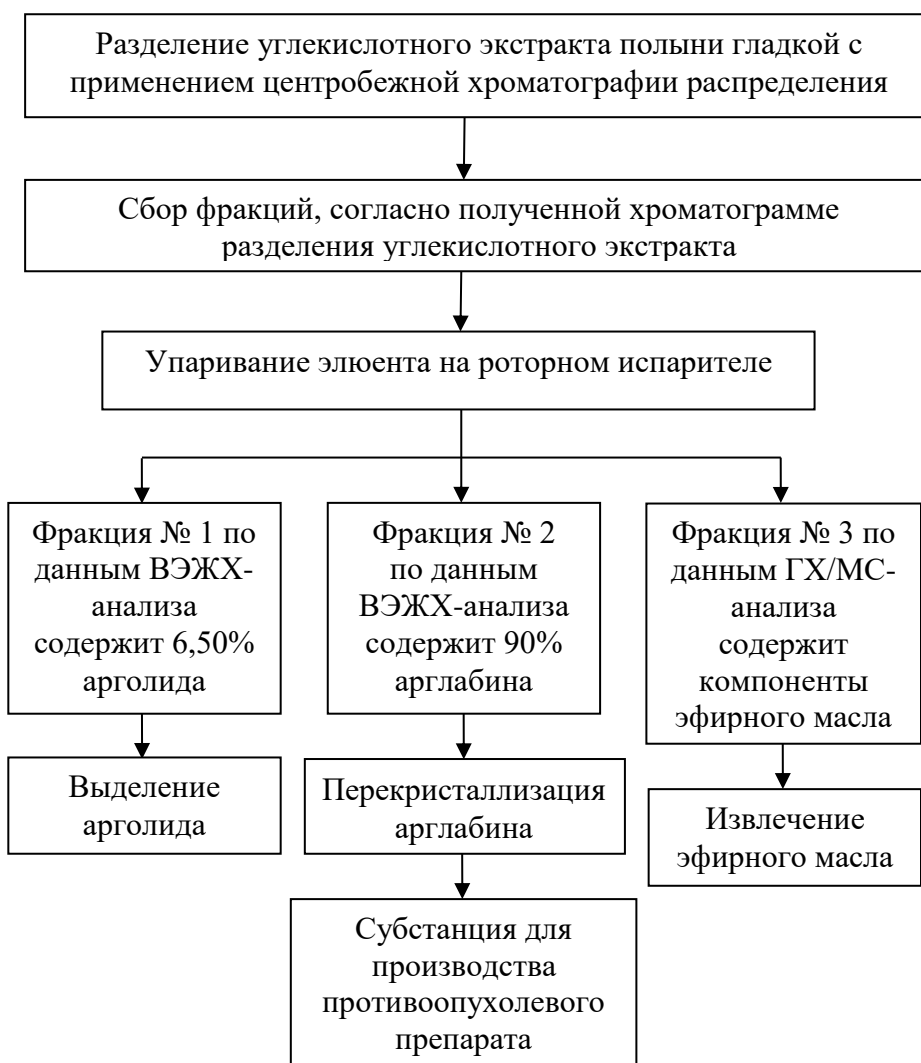 Разделение углекислотного экстракта полыни гладкой с
применением центробежной хроматографии распределения
Сбор фракций, согласно полученной хроматограмме
разделения углекислотного экстракта
Упаривание элюента на роторном испарителе
Фракция № 1 по
данным ВЭЖХ-
анализа
содержит 6,50%
арголида
Фракция № 2
по данным
ВЭЖХ-анализа
содержит 90%
арглабина
Фракция № 3 по
данным ГХ/МС-
анализа
содержит
компоненты
эфирного масла
Выделение
арголида
Перекристаллизация
арглабина
Извлечение
эфирного масла
Субстанция для
производства
противоопухолевого
препарата